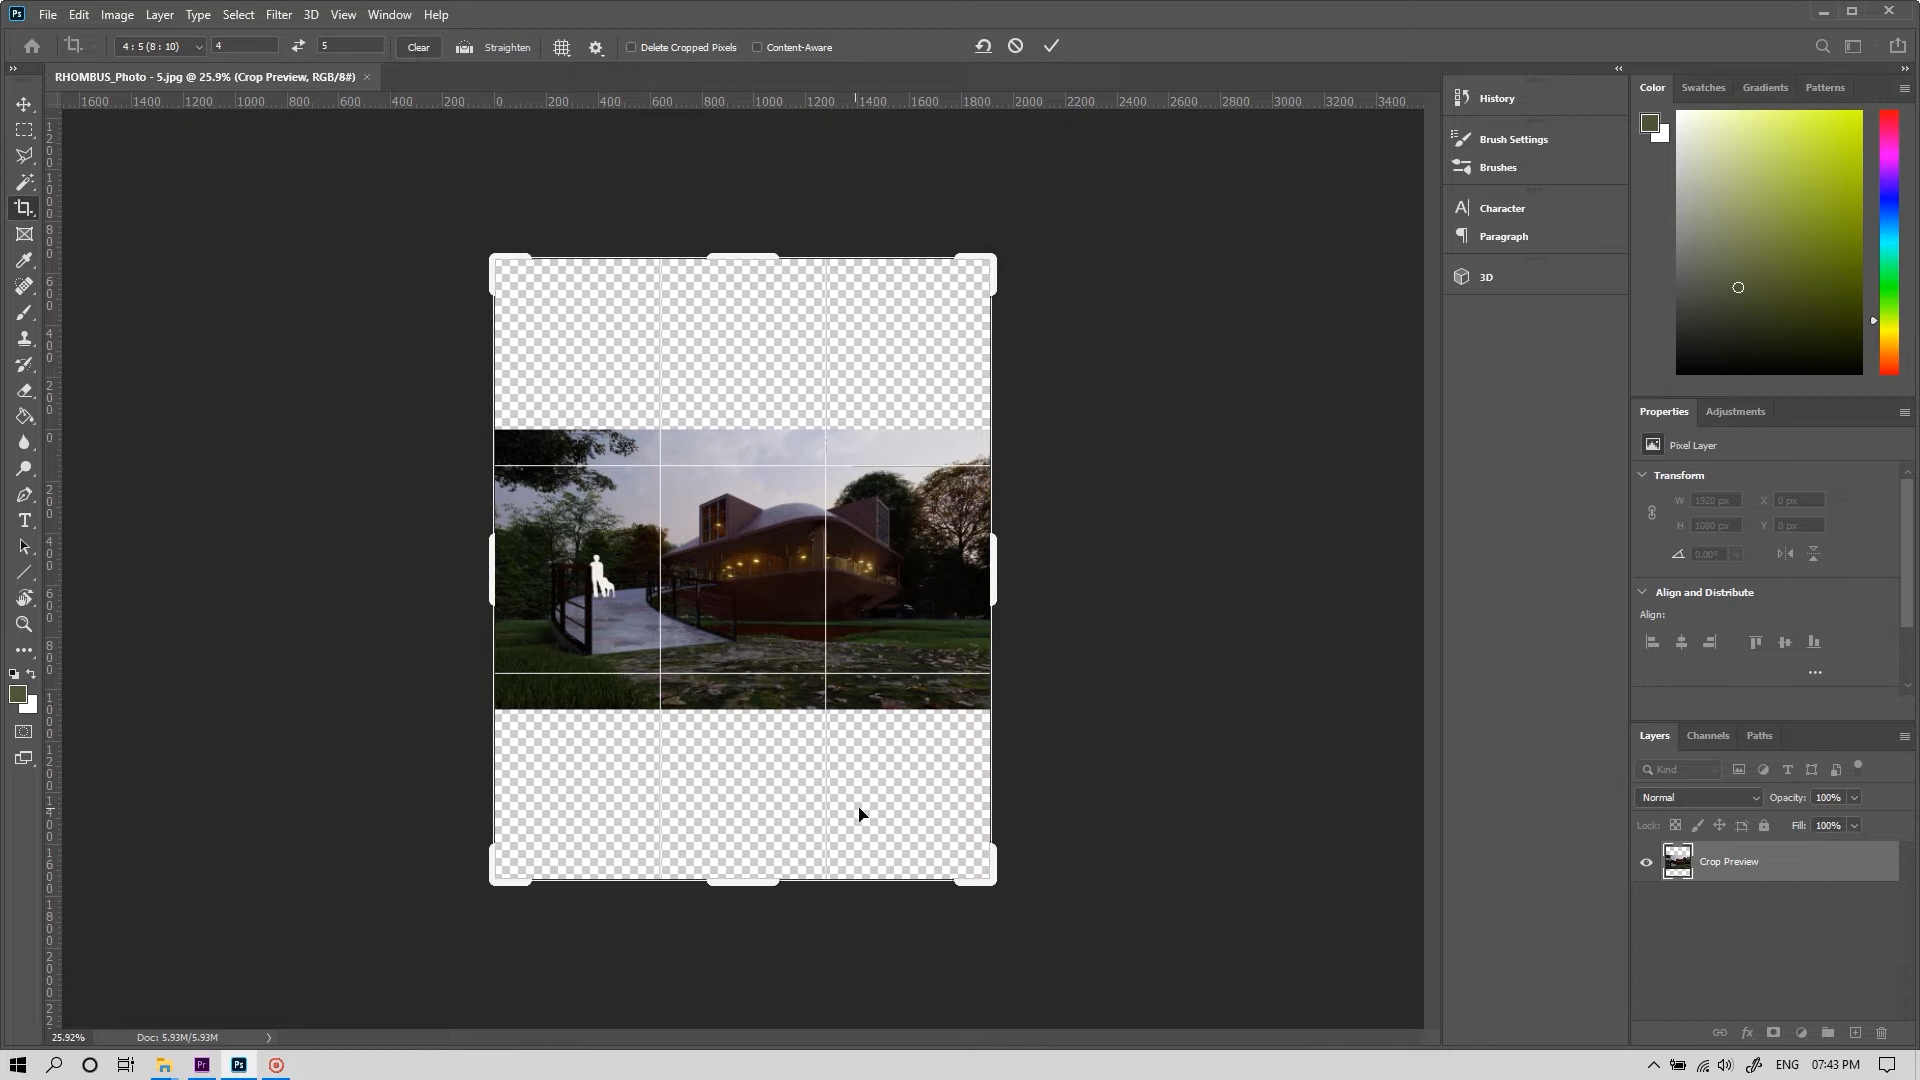 Ps File Edit Image Layer Type Select Filter 3D View Window Help
4 : 5 (8 : 10) 4 5 Clear Straighten Delete Cropped Pixels Content-Aware
RHOMBUS_Photo - 5.jpg @ 25.9% (Crop Preview, RGB/8#) ×
1600 1400 1200 1000 800 600 400 200 0 200 400 600 800 1000 1200 1400 1600 1800 2000 2200 2400 2600 2800 3000 3200 3400
History
Brush Settings
Brushes
Character
Paragraph
3D
Color Swatches Gradients Patterns
Properties Adjustments
Pixel Layer
Transform
W 1920 px X 0 px
H 1080 px Y 0 px
0.00°
Align and Distribute
Align:
Layers Channels Paths
Kind
Normal Opacity: 100%
Lock: Fill: 100%
Crop Preview
25.92% Doc: 5.93M/5.93M
Pr Ps ENG 07:43 PM